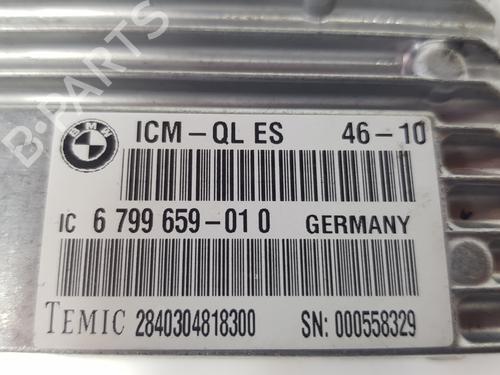 B-PARTS
BMW
ICM-QL ES 46-10
IC 6 799 659-01 0 GERMANY
TEMIC 2840304818300 SN: 000558329